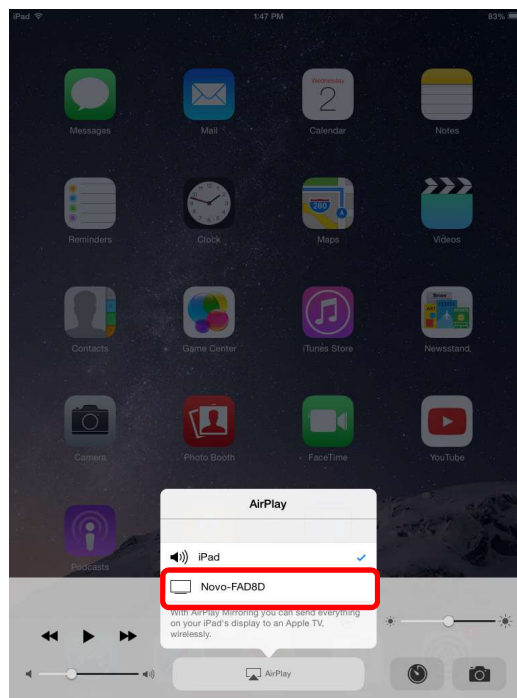 iPad 1:47 PM 83%
Wednesday
2
Messages Mail Calendar Notes
280
Reminders Clock Maps Videos
Contacts Game Center iTunes Store Newsstand
Camera Photo Booth FaceTime YouTube
Podcasts
AirPlay
iPad
Novo-FAD8D
With AirPlay Mirroring you can send everything
on your iPad's display to an Apple TV,
wirelessly.
AirPlay